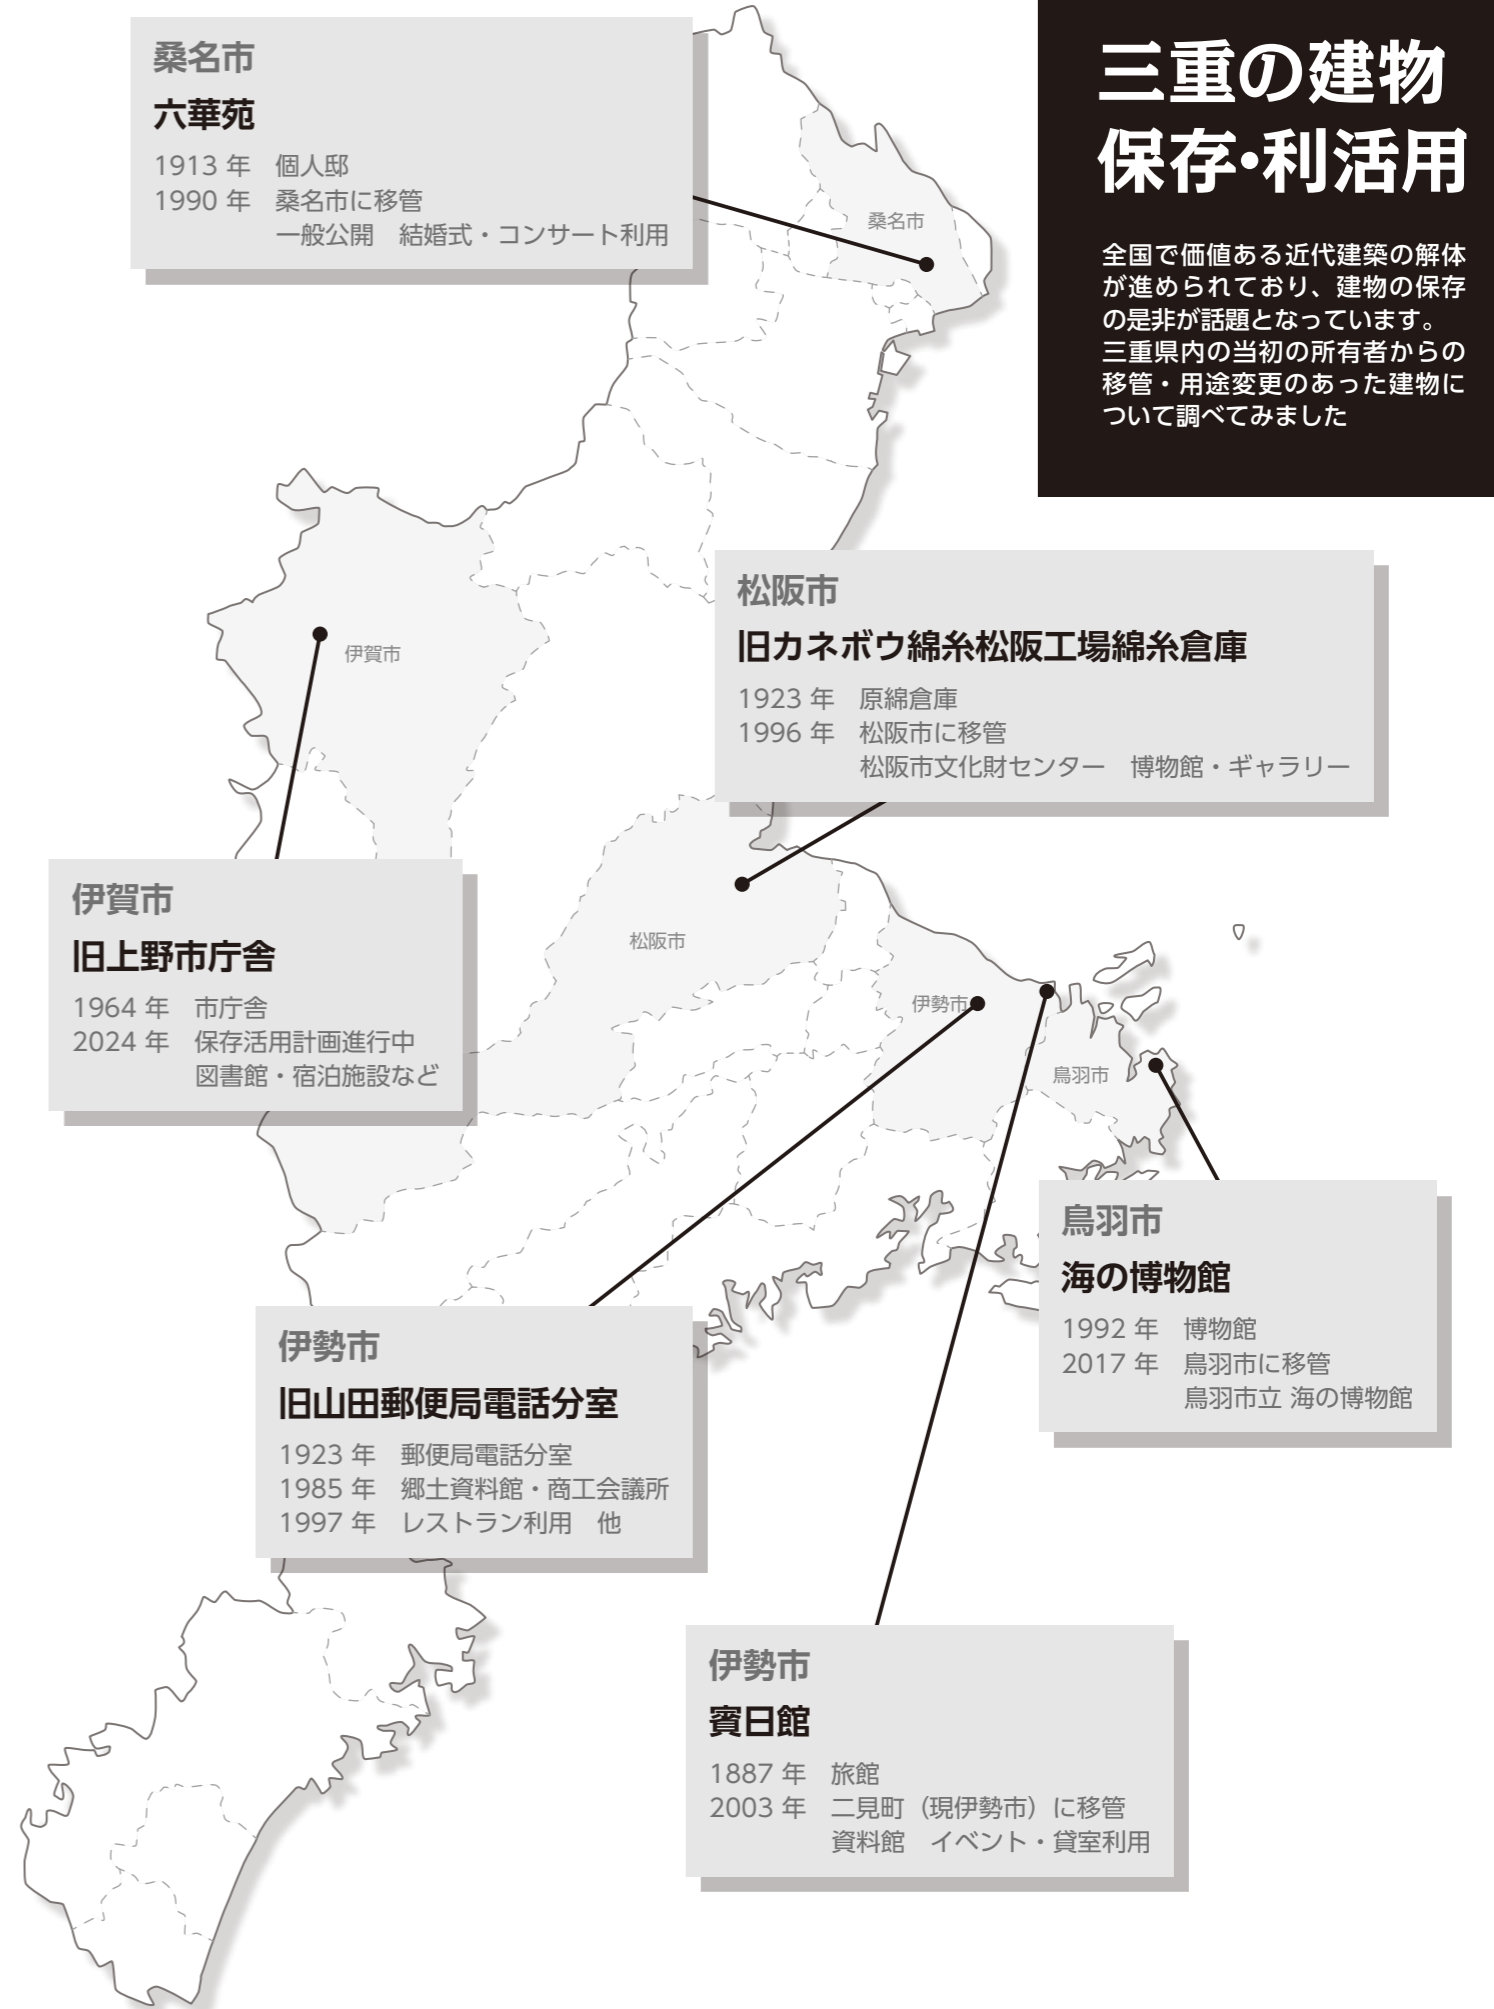 三重の建物
保存・利活用
全国で価値ある近代建築の解体
が進められており、建物の保存
の是非が話題となっています。
三重県内の当初の所有者からの
移管・用途変更のあった建物に
ついて調べてみました
桑名市
六華苑
1913 年　個人邸
1990 年　桑名市に移管
一般公開　結婚式・コンサート利用
桑名市
松阪市
旧カネボウ綿糸松阪工場綿糸倉庫
1923 年　原綿倉庫
1996 年　松阪市に移管
松阪市文化財センター　博物館・ギャラリー
伊賀市
伊賀市
旧上野市庁舎
1964 年　市庁舎
2024 年　保存活用計画進行中
図書館・宿泊施設など
松阪市
伊勢市
鳥羽市
鳥羽市
海の博物館
1992 年　博物館
2017 年　鳥羽市に移管
鳥羽市立 海の博物館
伊勢市
旧山田郵便局電話分室
1923 年　郵便局電話分室
1985 年　郷土資料館・商工会議所
1997 年　レストラン利用　他
伊勢市
賓日館
1887 年　旅館
2003 年　二見町（現伊勢市）に移管
資料館　イベント・貸室利用